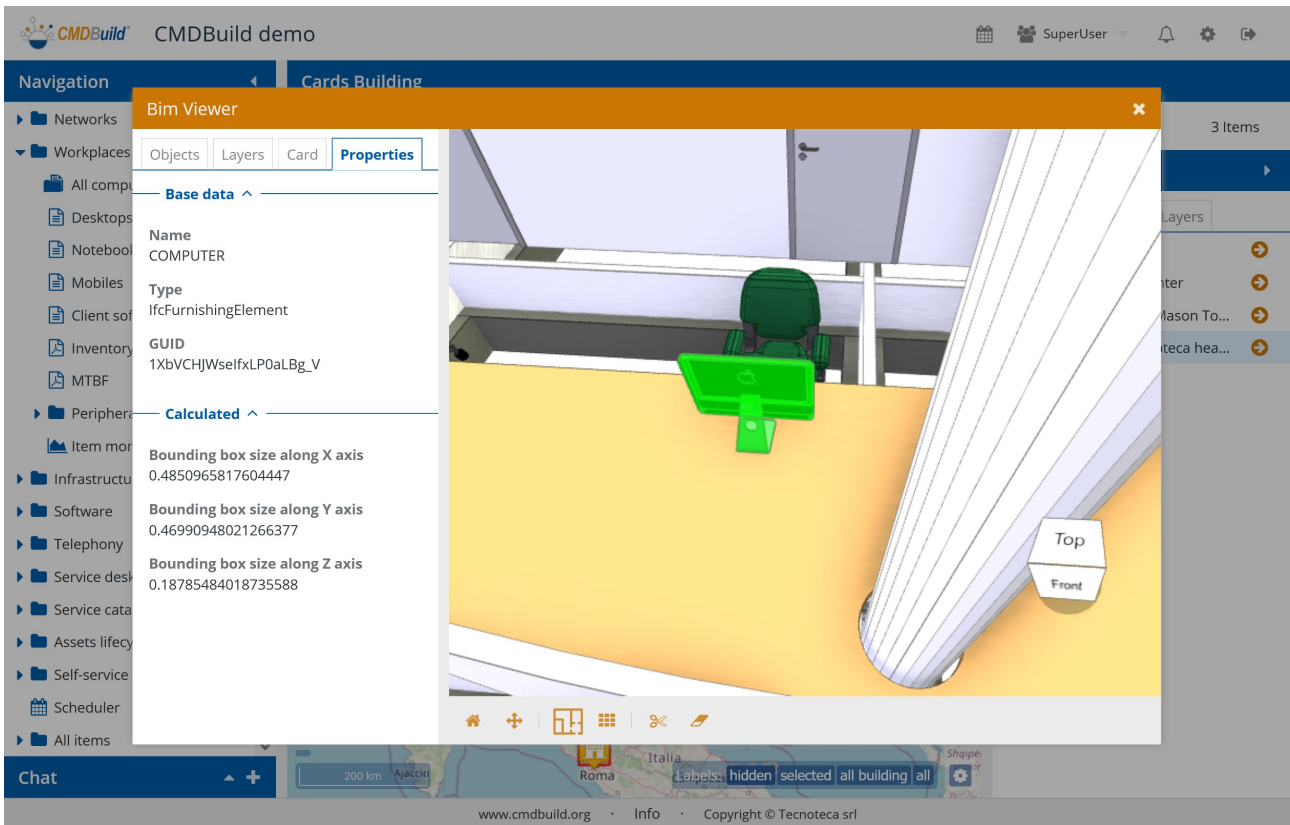 CMDBuild
CMDBuild demo
SuperUser
Navigation
Cards Building
Bim Viewer
3 Items
Networks
Workplaces
All compu
Desktops
Notebool
Mobiles
Client sof
Inventory
MTBF
Periphera
Item mor
Infrastructu
Software
Telephony
Service desk
Service cata
Assets lifecy
Self-service
Scheduler
All items
Chat
Objects
Layers
Card
Properties
Base data
Name
COMPUTER
Type
IfcFurnishingElement
GUID
1XbVCHJWseIfxLP0aLBg_V
Calculated
Bounding box size along X axis
0.4850965817604447
Bounding box size along Y axis
0.46990948021266377
Bounding box size along Z axis
0.18785484018735588
Top
Front
Layers
nter
Mason To...
oteca hea...
200 km
Ajaccio
Roma
Italia
Labels: hidden selected all building all
www.cmdbuild.org · Info · Copyright © Tecnoteca srl